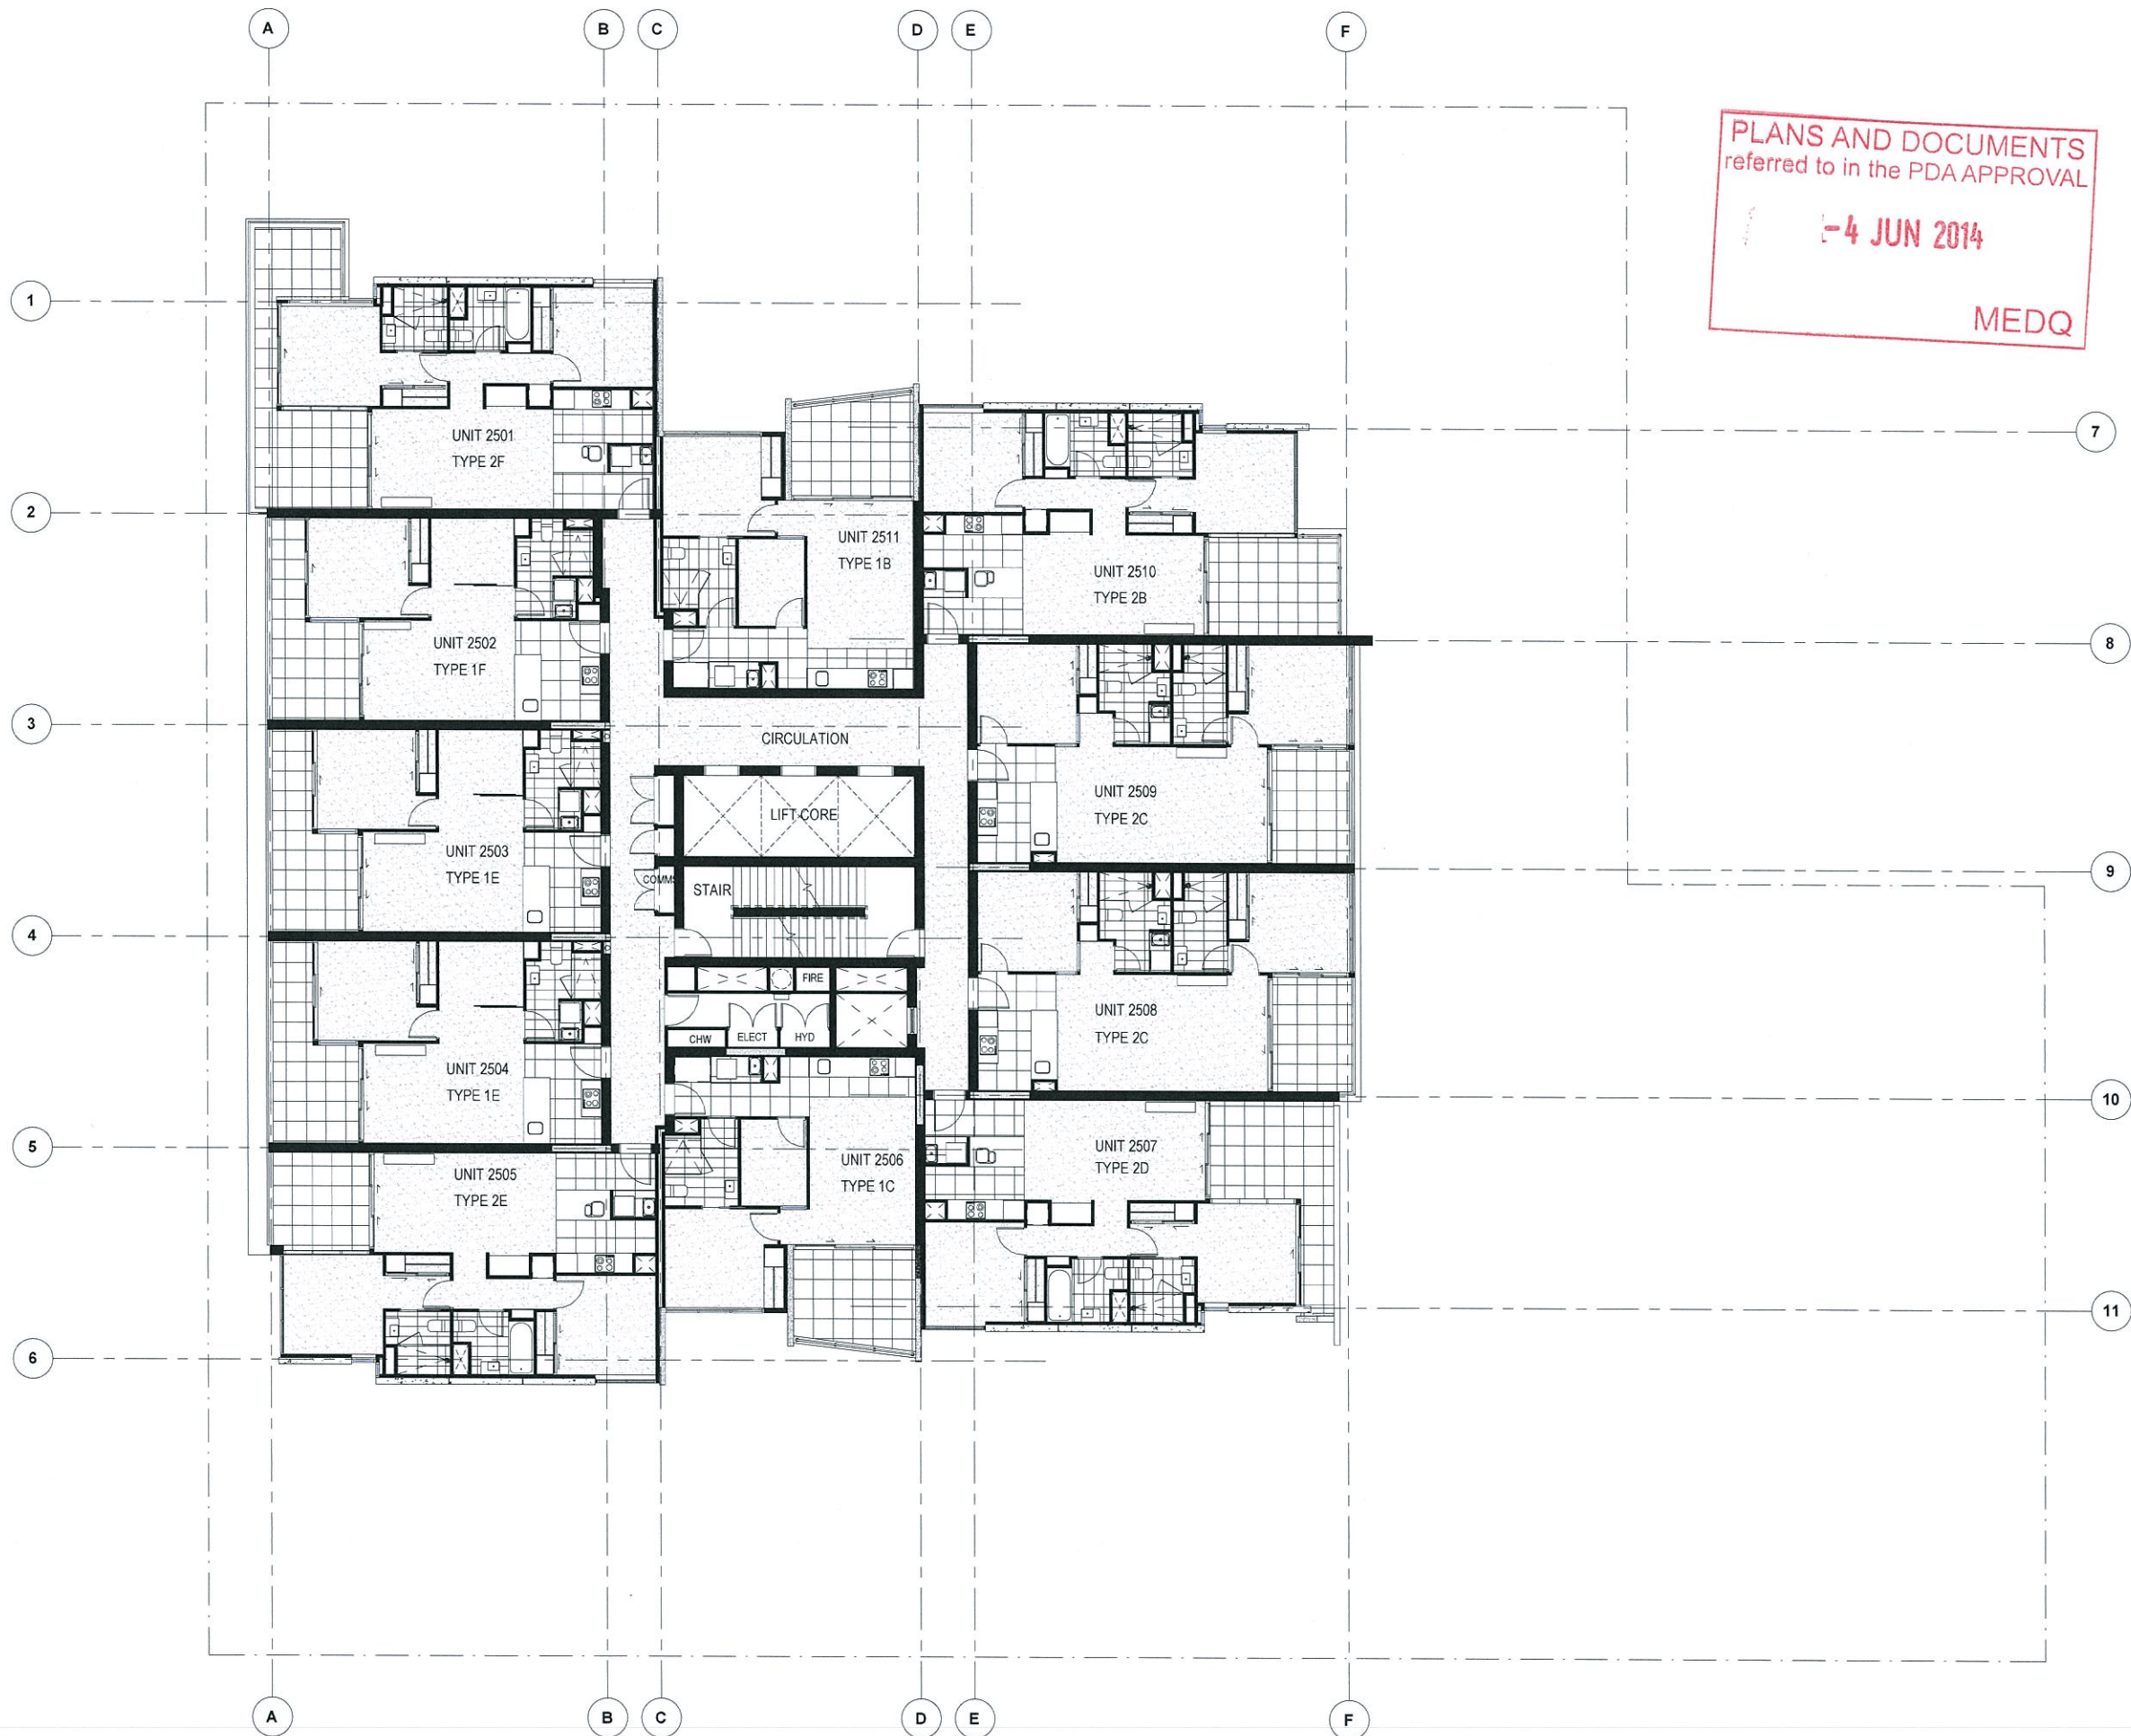 A
B
C
D
E
F
PLANS AND DOCUMENTS
referred to in the PDA APPROVAL
-4 JUN 2014
MEDQ
1
7
UNIT 2501
TYPE 2F
2
UNIT 2511
TYPE 1B
UNIT 2510
TYPE 2B
UNIT 2502
TYPE 1F
8
3
CIRCULATION
UNIT 2509
TYPE 2C
LIFT CORE
UNIT 2503
TYPE 1E
9
COMMS
STAIR
4
FIRE
UNIT 2508
TYPE 2C
CHW
ELECT
HYD
UNIT 2504
TYPE 1E
10
5
UNIT 2505
TYPE 2E
UNIT 2506
TYPE 1C
UNIT 2507
TYPE 2D
11
6
A
B
C
D
E
F